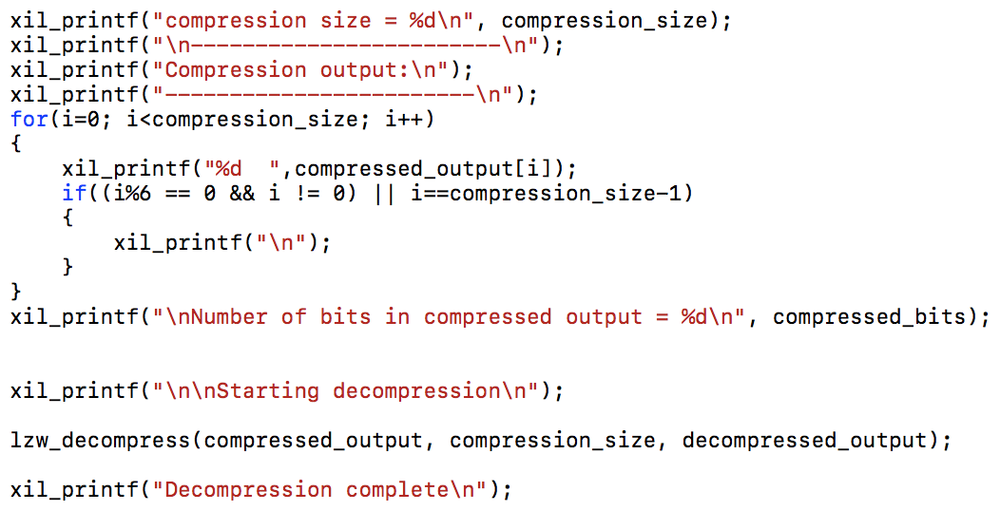 xil_printf("compression size = %d\n", compression_size);
xil_printf("\n------------------------\n");
xil_printf("Compression output:\n");
xil_printf("------------------------\n");
for(i=0; i<compression_size; i++)
{
    xil_printf("%d  ",compressed_output[i]);
    if((i%6 == 0 && i != 0) || i==compression_size-1)
    {
        xil_printf("\n");
    }
}
xil_printf("\nNumber of bits in compressed output = %d\n", compressed_bits);
xil_printf("\n\nStarting decompression\n");
lzw_decompress(compressed_output, compression_size, decompressed_output);
xil_printf("Decompression complete\n");